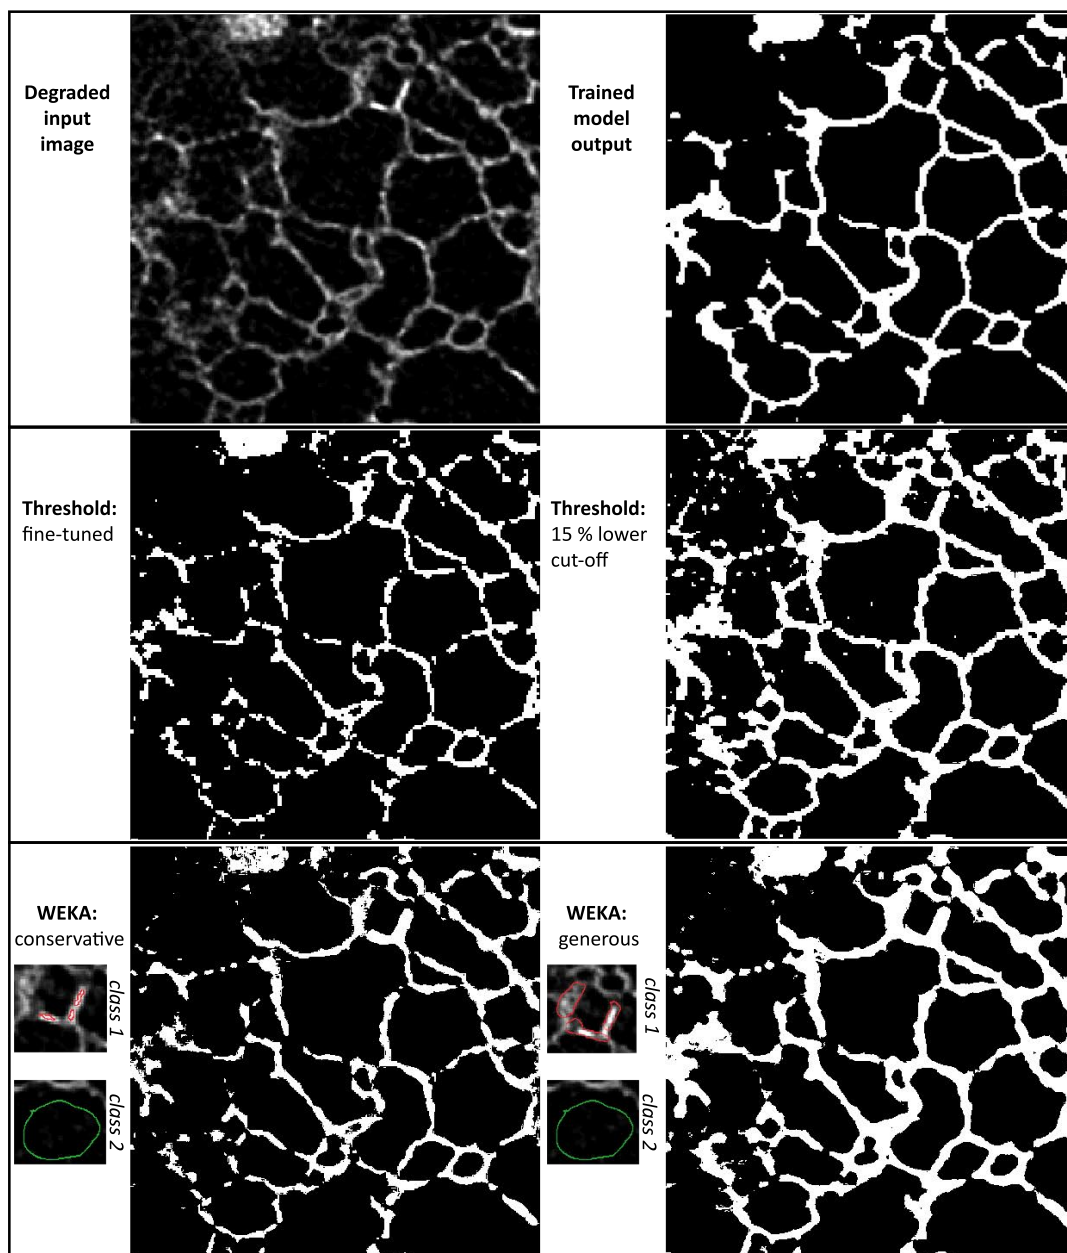 Degraded
input
image
Trained
model
output
Threshold:
fine-tuned
Threshold:
15 % lower
cut-off
WEKA:
conservative
class 1
class 2
WEKA:
generous
class 1
class 2